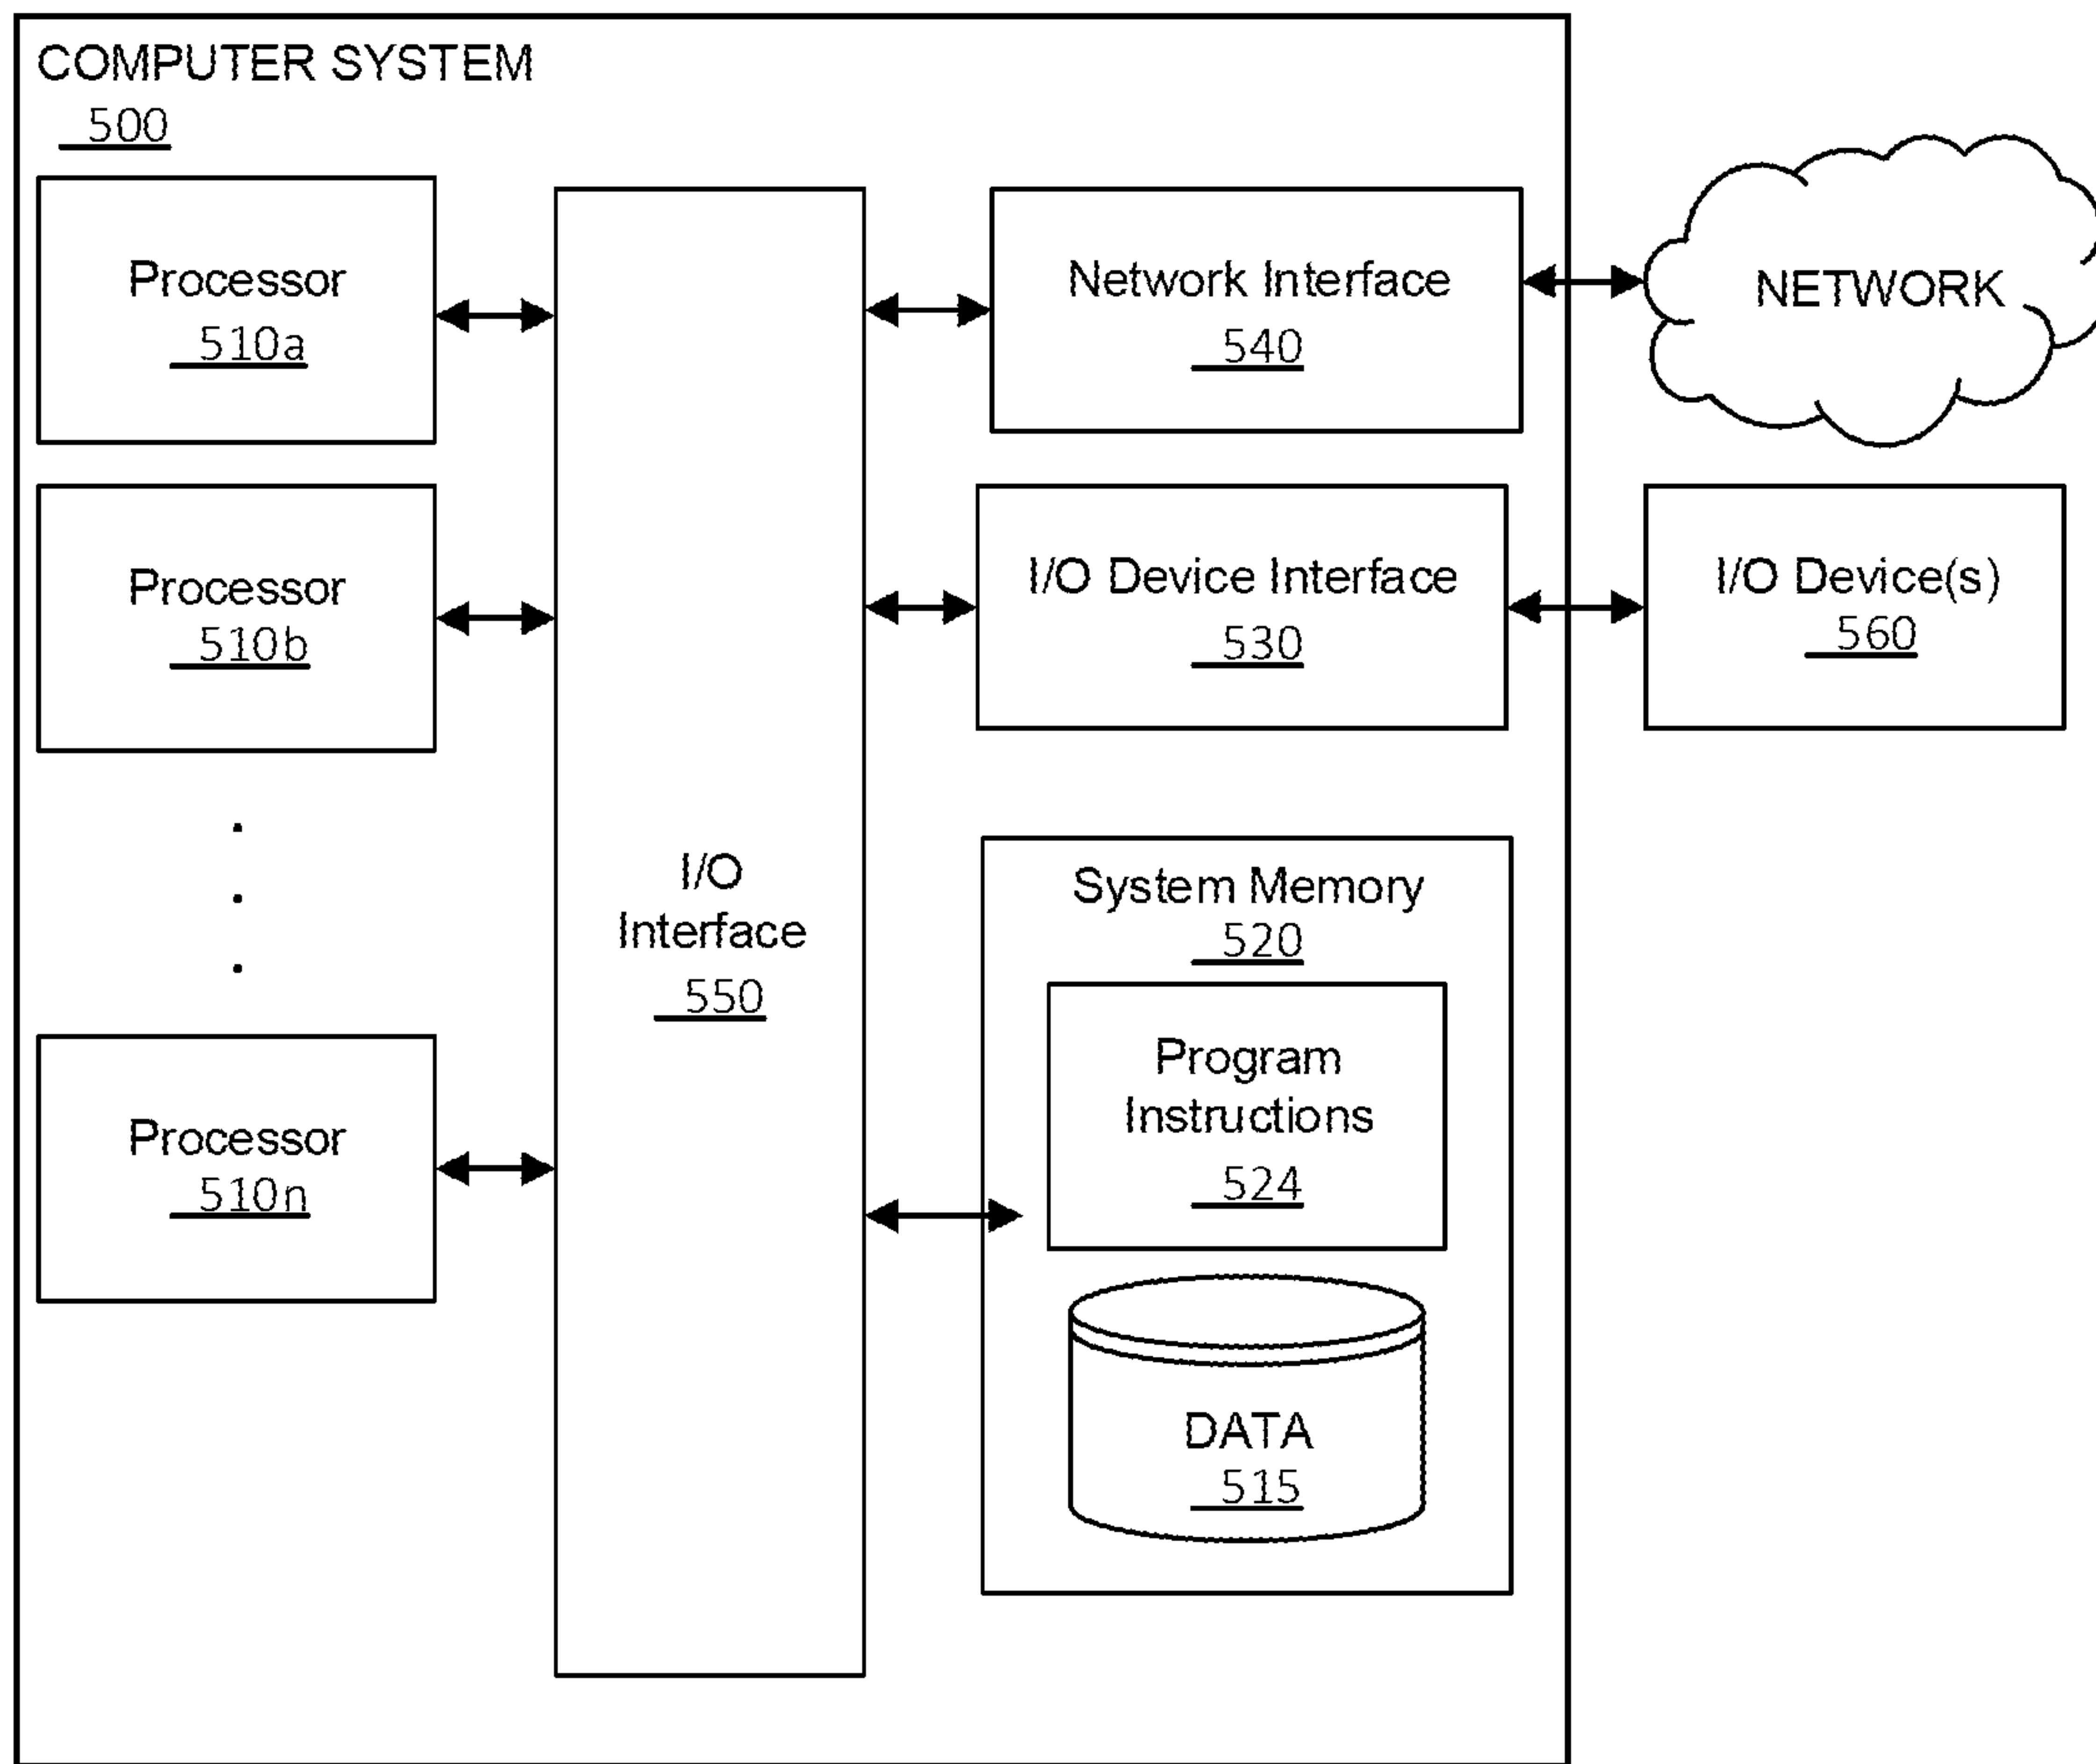 COMPUTER SYSTEM
500
Processor
510a
Processor
510b
Processor
510n
I/O
Interface
550
Network Interface
540
I/O Device Interface
530
System Memory
520
Program
Instructions
524
DATA
515
NETWORK
I/O Device(s)
560